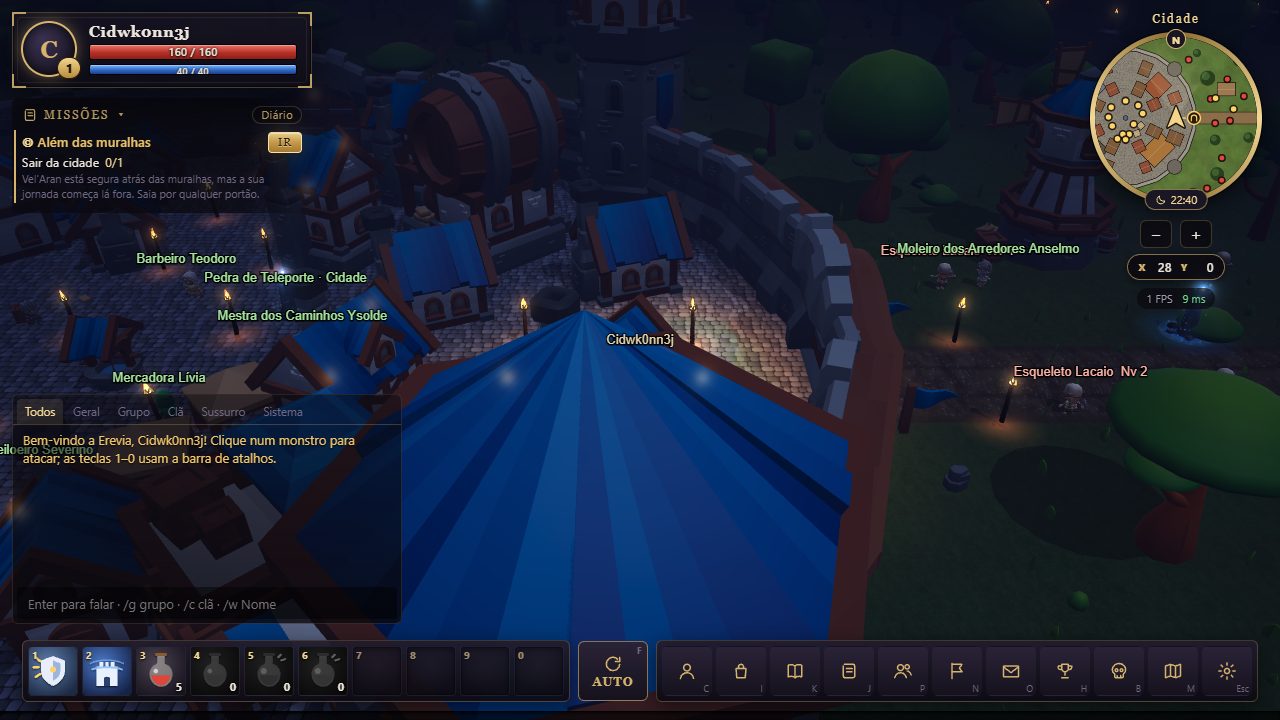 Cidwkonn3j
C
1
160 / 160
40 / 40
MISSÕES
Diário
Além das muralhas
IR
Sair da cidade 0/1
Vel'Aran está segura atrás das muralhas, mas a sua
jornada começa lá fora. Saia por qualquer portão.
Cidade
N
22:40
−
+
X 28 Y 0
1 FPS 9 ms
Barbeiro Teodoro
Pedra de Teleporte · Cidade
Mestra dos Caminhos Ysolde
Mercadora Lívia
Moleiro dos Arredores Anselmo
Cidwk0nn3j
Esqueleto Lacaio Nv 2
Todos Geral Grupo Clã Sussurro Sistema
Bem-vindo a Erevia, Cidwk0nn3j! Clique num monstro para
atacar; as teclas 1–0 usam a barra de atalhos.
Severino
Enter para falar · /g grupo · /c clã · /w Nome
1 2 3 4 5 6 7 8 9 0
5 0 0 0
F
AUTO
C I K J P N O H B M Esc